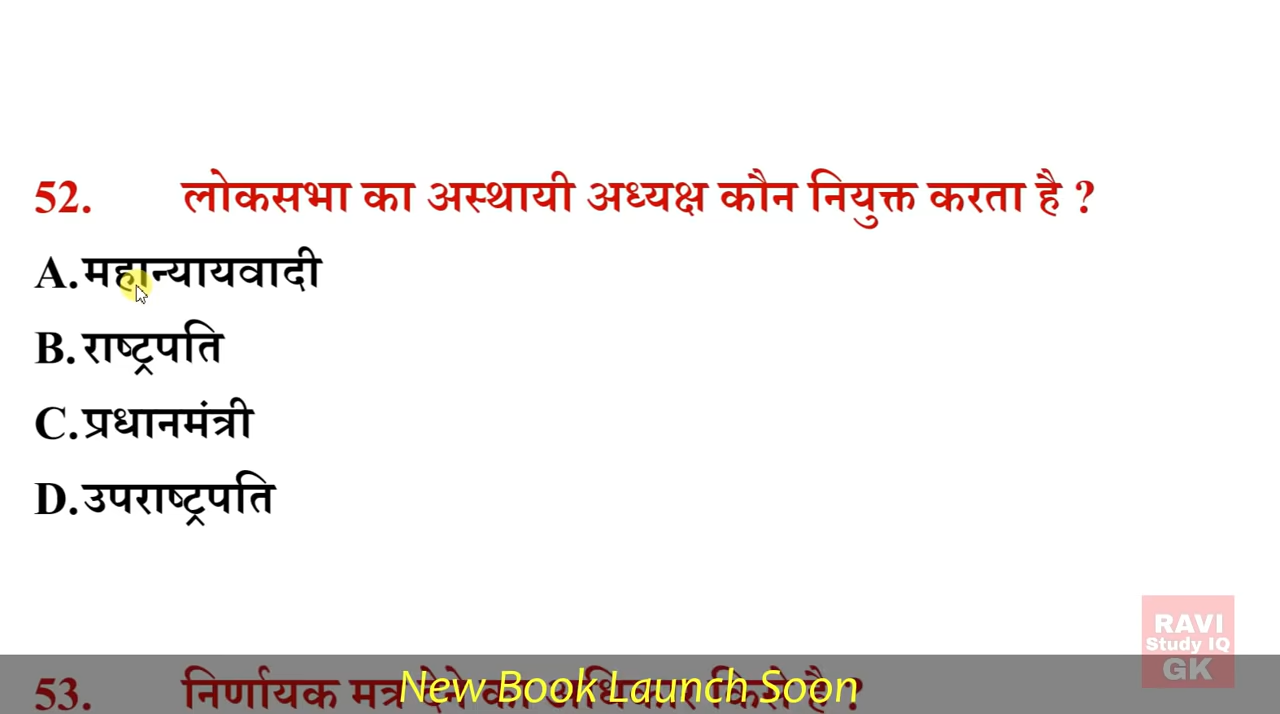 52. लोकसभा का अस्थायी अध्यक्ष कौन नियुक्त करता है ?
A. महान्यायवादी
B. राष्ट्रपति
C. प्रधानमंत्री
D. उपराष्ट्रपति
RAVI
Study IQ
GK
53. निर्णायक मत देने का अधिकार किसे है ?
New Book Launch Soon